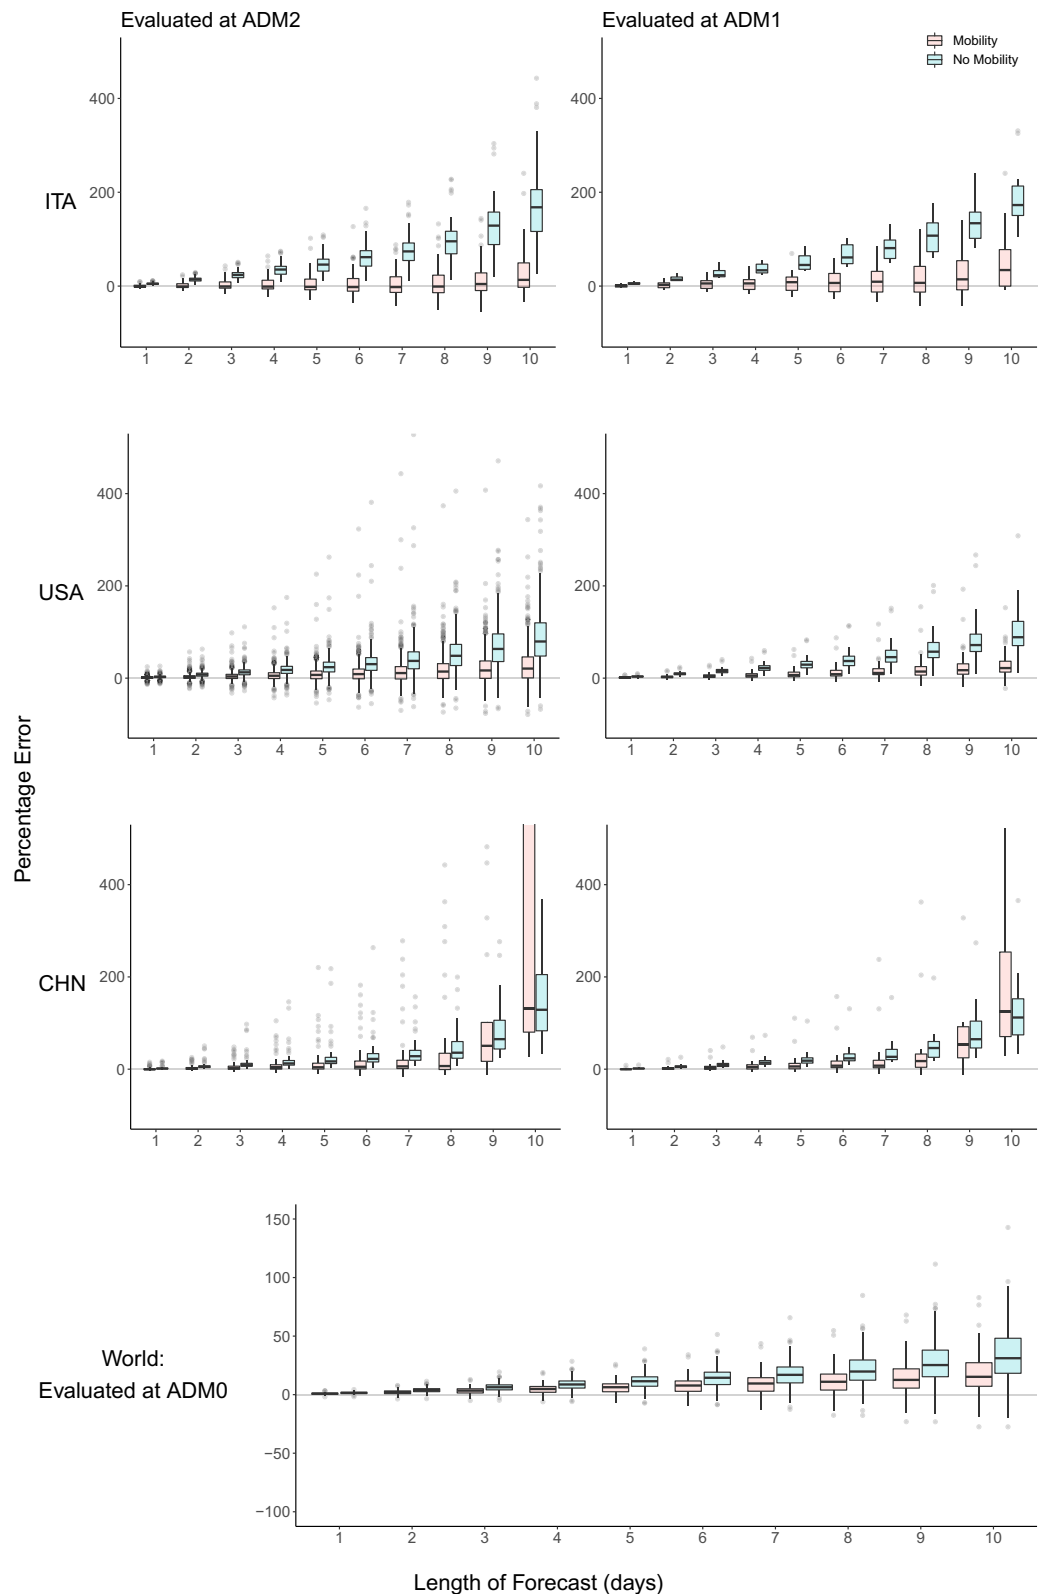 Evaluated at ADM2
Evaluated at ADM1
Mobility
No Mobility
400
200
0
ITA
1 2 3 4 5 6 7 8 9 10
400
200
0
1 2 3 4 5 6 7 8 9 10
400
200
0
USA
1 2 3 4 5 6 7 8 9 10
400
200
0
1 2 3 4 5 6 7 8 9 10
Percentage Error
400
200
0
CHN
1 2 3 4 5 6 7 8 9 10
400
200
0
1 2 3 4 5 6 7 8 9 10
World:
Evaluated at ADM0
150
100
50
0
−50
−100
1 2 3 4 5 6 7 8 9 10
Length of Forecast (days)